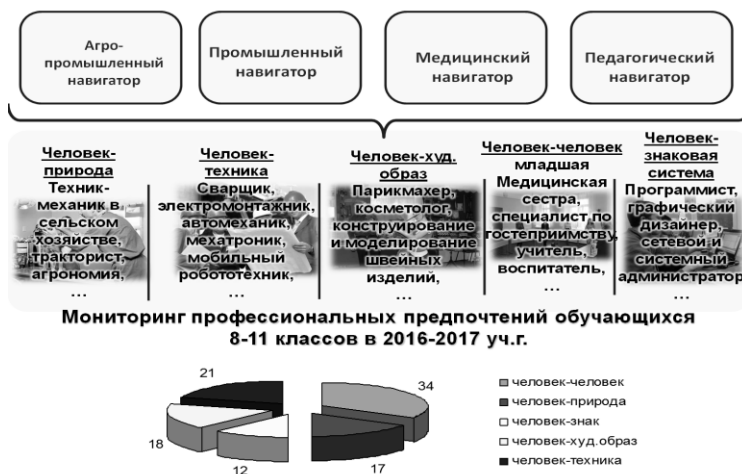 Агро-
промышленный
навигатор
Промышленный
навигатор
Медицинский
навигатор
Педагогический
навигатор
Человек-
природа
Техник-
механик в
сельском
хозяйстве,
тракторист,
агрономия,
...
Человек-
техника
Сварщик,
электромонтажник,
автомеханик,
мехатроник,
мобильный
робототехник,
...
Человек-худ.
образ
Парикмахер,
косметолог,
конструирование
и моделирование
швейных
изделий,
...
Человек-человек
младшая
Медицинская
сестра,
специалист по
гостеприимству,
учитель,
воспитатель,
...
Человек-
знаковая
система
Программист,
графический
дизайнер,
сетевой и
системный
администратор
...
Мониторинг профессиональных предпочтений обучающихся
8-11 классов в 2016-2017 уч.г.
21
34
18
12
17
человек-человек
человек-природа
человек-знак
человек-худ.образ
человек-техника